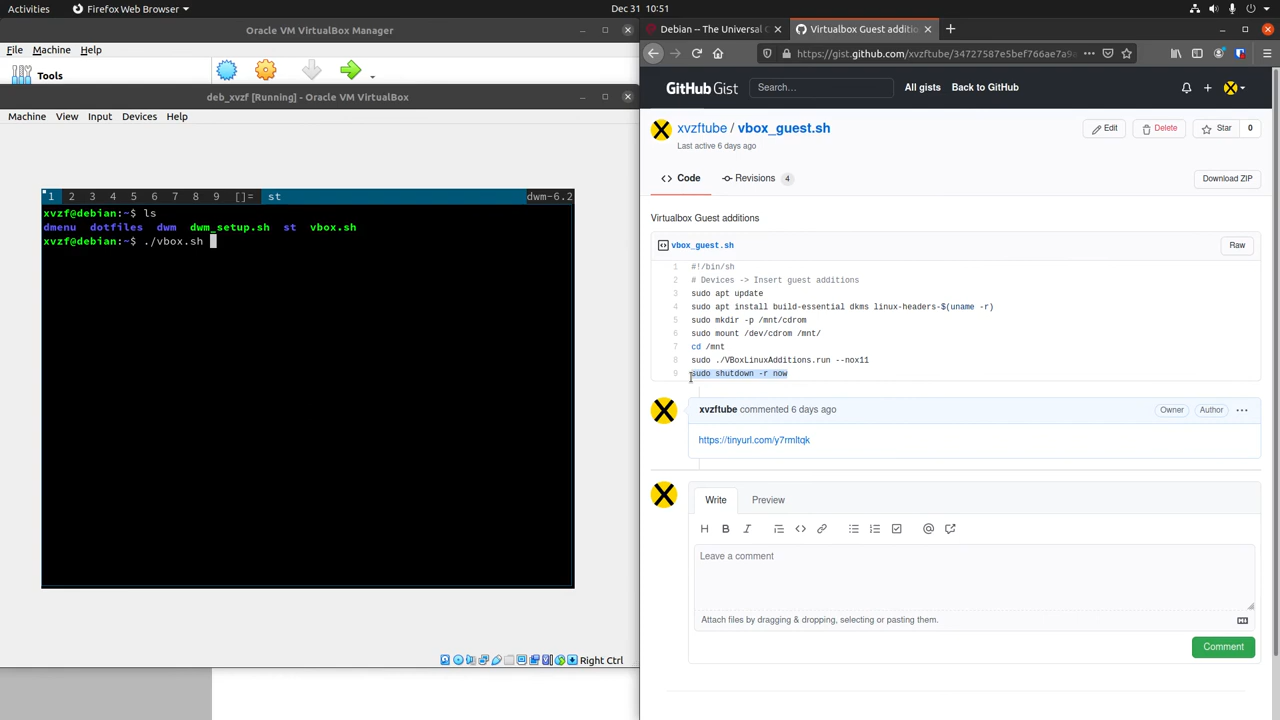 Activities
Firefox Web Browser
Dec 31 10:51
Oracle VM VirtualBox Manager
File Machine Help
Tools
deb_xvzf [Running] - Oracle VM VirtualBox
Machine View Input Devices Help
1 2 3 4 5 6 7 8 9 []= st dwm-6.2
xvzf@debian:~$ ls
dmenu dotfiles dwm dwm_setup.sh st vbox.sh
xvzf@debian:~$ ./vbox.sh
Right Ctrl
Debian -- The Universal O
Virtualbox Guest additio
https://gist.github.com/xvzftube/34727587e5bef766ae7a9
GitHub Gist
Search…
All gists
Back to GitHub
xvzftube / vbox_guest.sh
Last active 6 days ago
Edit
Delete
Star 0
Code
Revisions 4
Download ZIP
Virtualbox Guest additions
vbox_guest.sh
Raw
1 #!/bin/sh
2 # Devices -> Insert guest additions
3 sudo apt update
4 sudo apt install build-essential dkms linux-headers-$(uname -r)
5 sudo mkdir -p /mnt/cdrom
6 sudo mount /dev/cdrom /mnt/
7 cd /mnt
8 sudo ./VBoxLinuxAdditions.run --nox11
9 sudo shutdown -r now
xvzftube commented 6 days ago
Owner
Author
https://tinyurl.com/y7rmltqk
Write
Preview
Leave a comment
Attach files by dragging & dropping, selecting or pasting them.
Comment